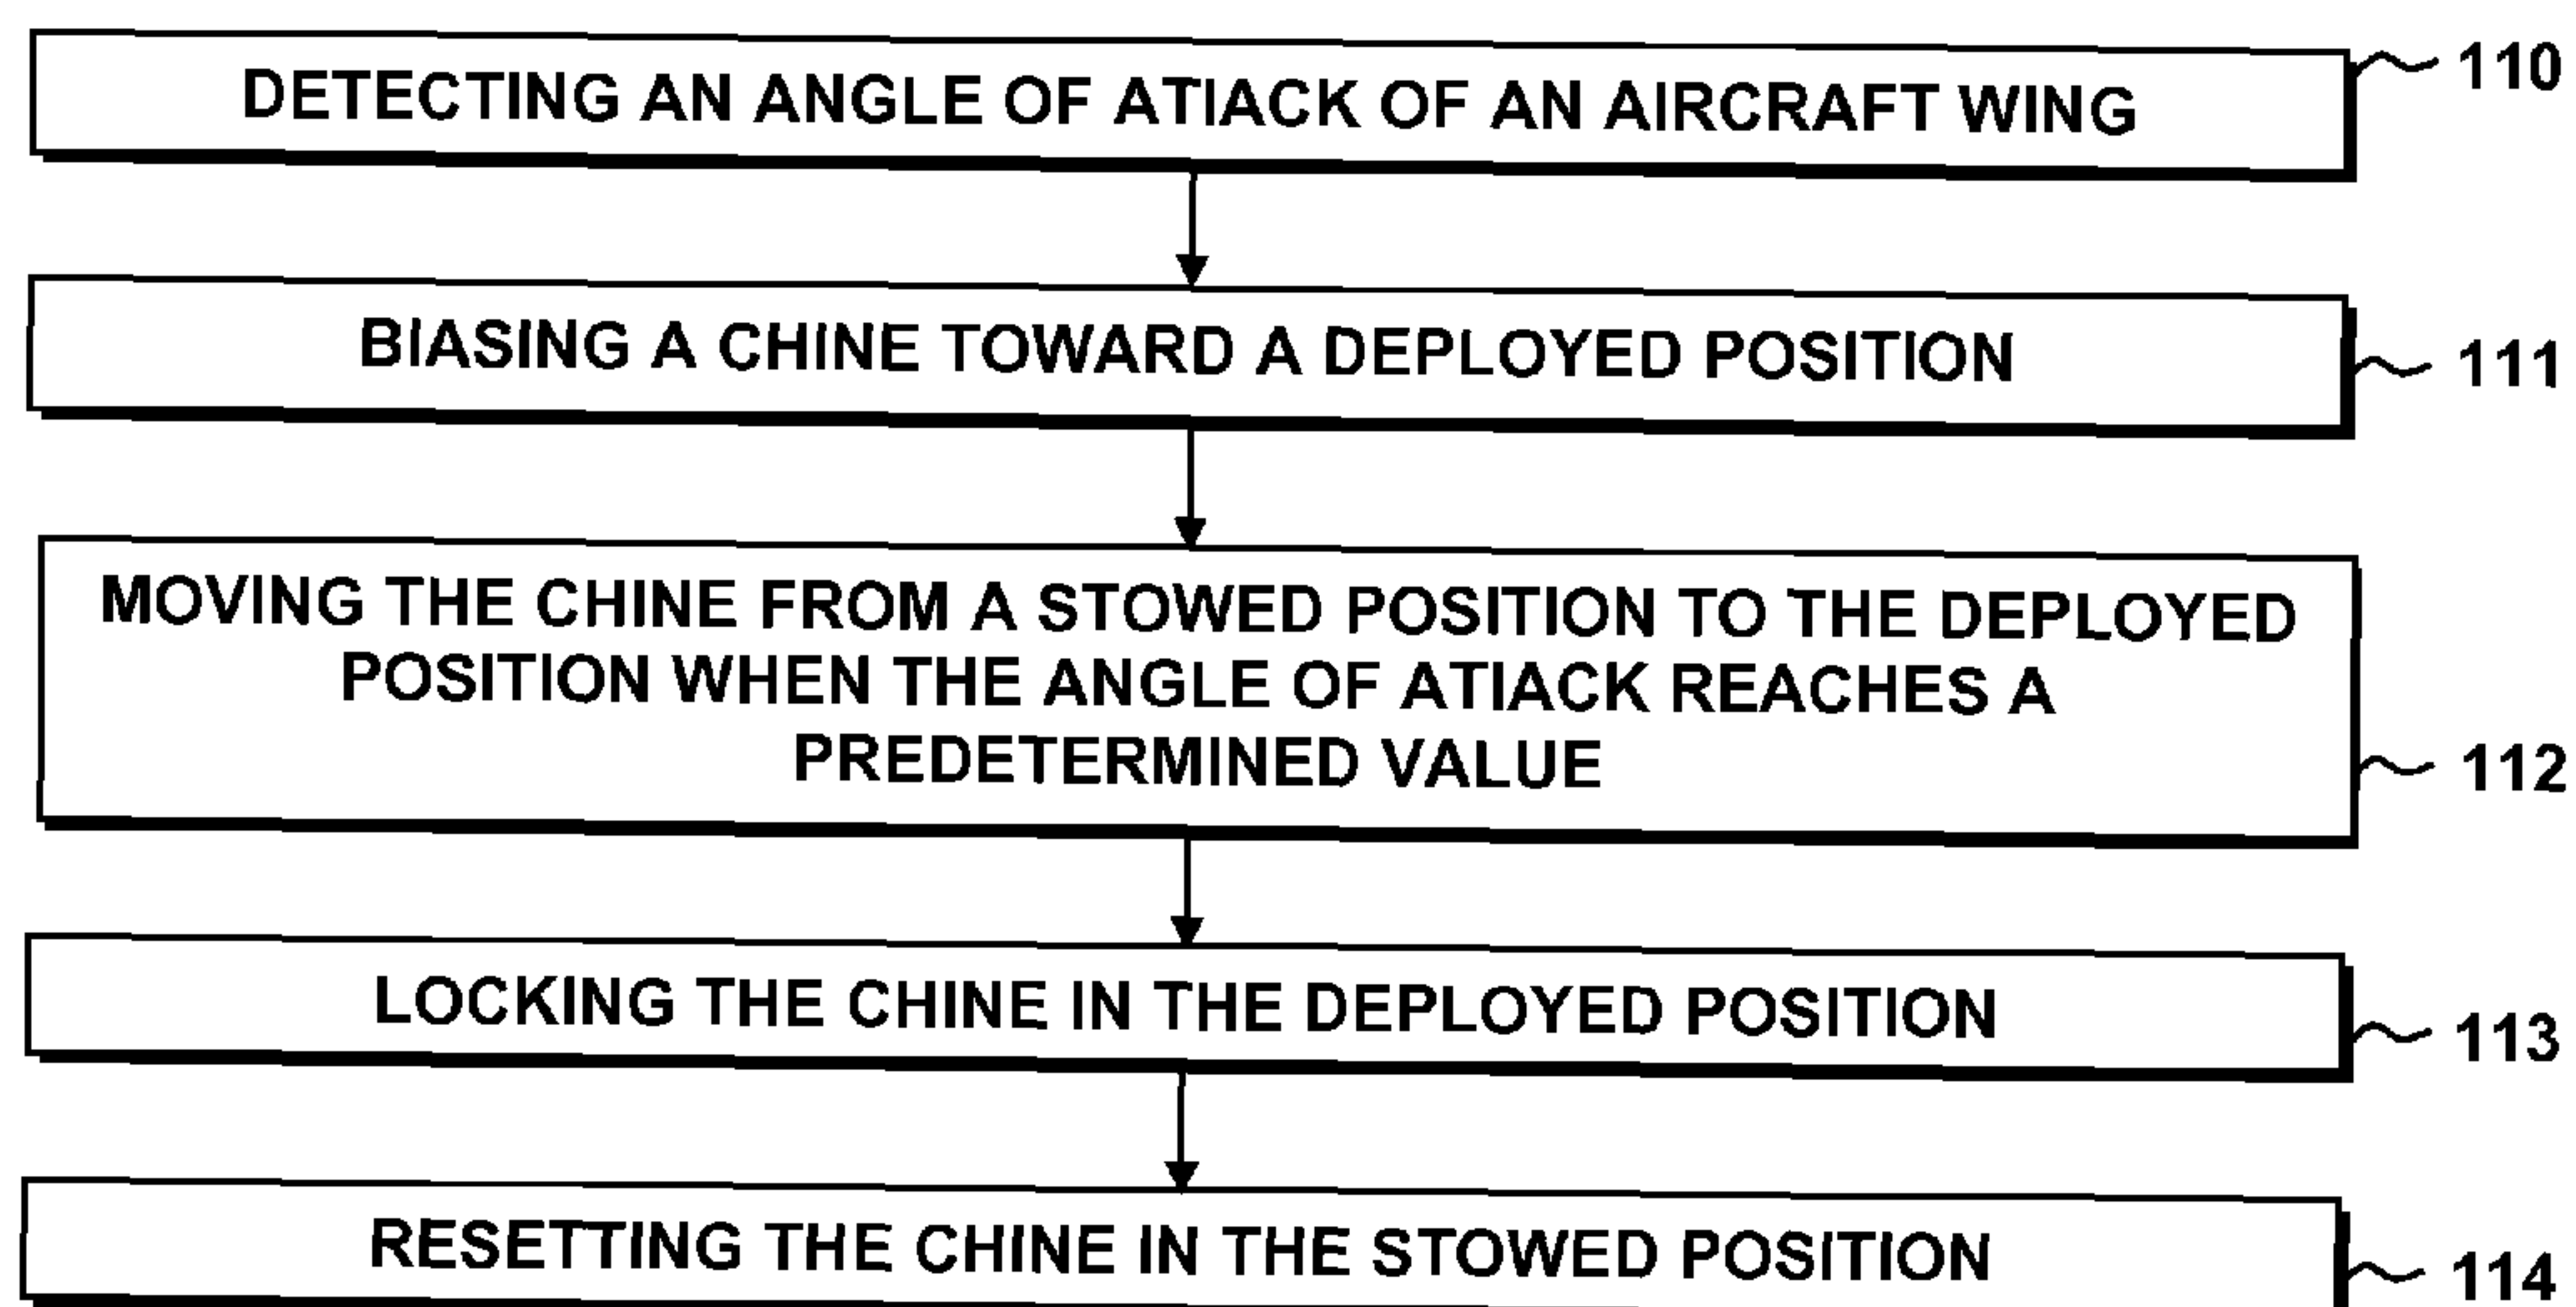 DETECTING AN ANGLE OF ATIACK OF AN AIRCRAFT WING 110
BIASING A CHINE TOWARD A DEPLOYED POSITION 111
MOVING THE CHINE FROM A STOWED POSITION TO THE DEPLOYED
POSITION WHEN THE ANGLE OF ATIACK REACHES A
PREDETERMINED VALUE 112
LOCKING THE CHINE IN THE DEPLOYED POSITION 113
RESETTING THE CHINE IN THE STOWED POSITION 114